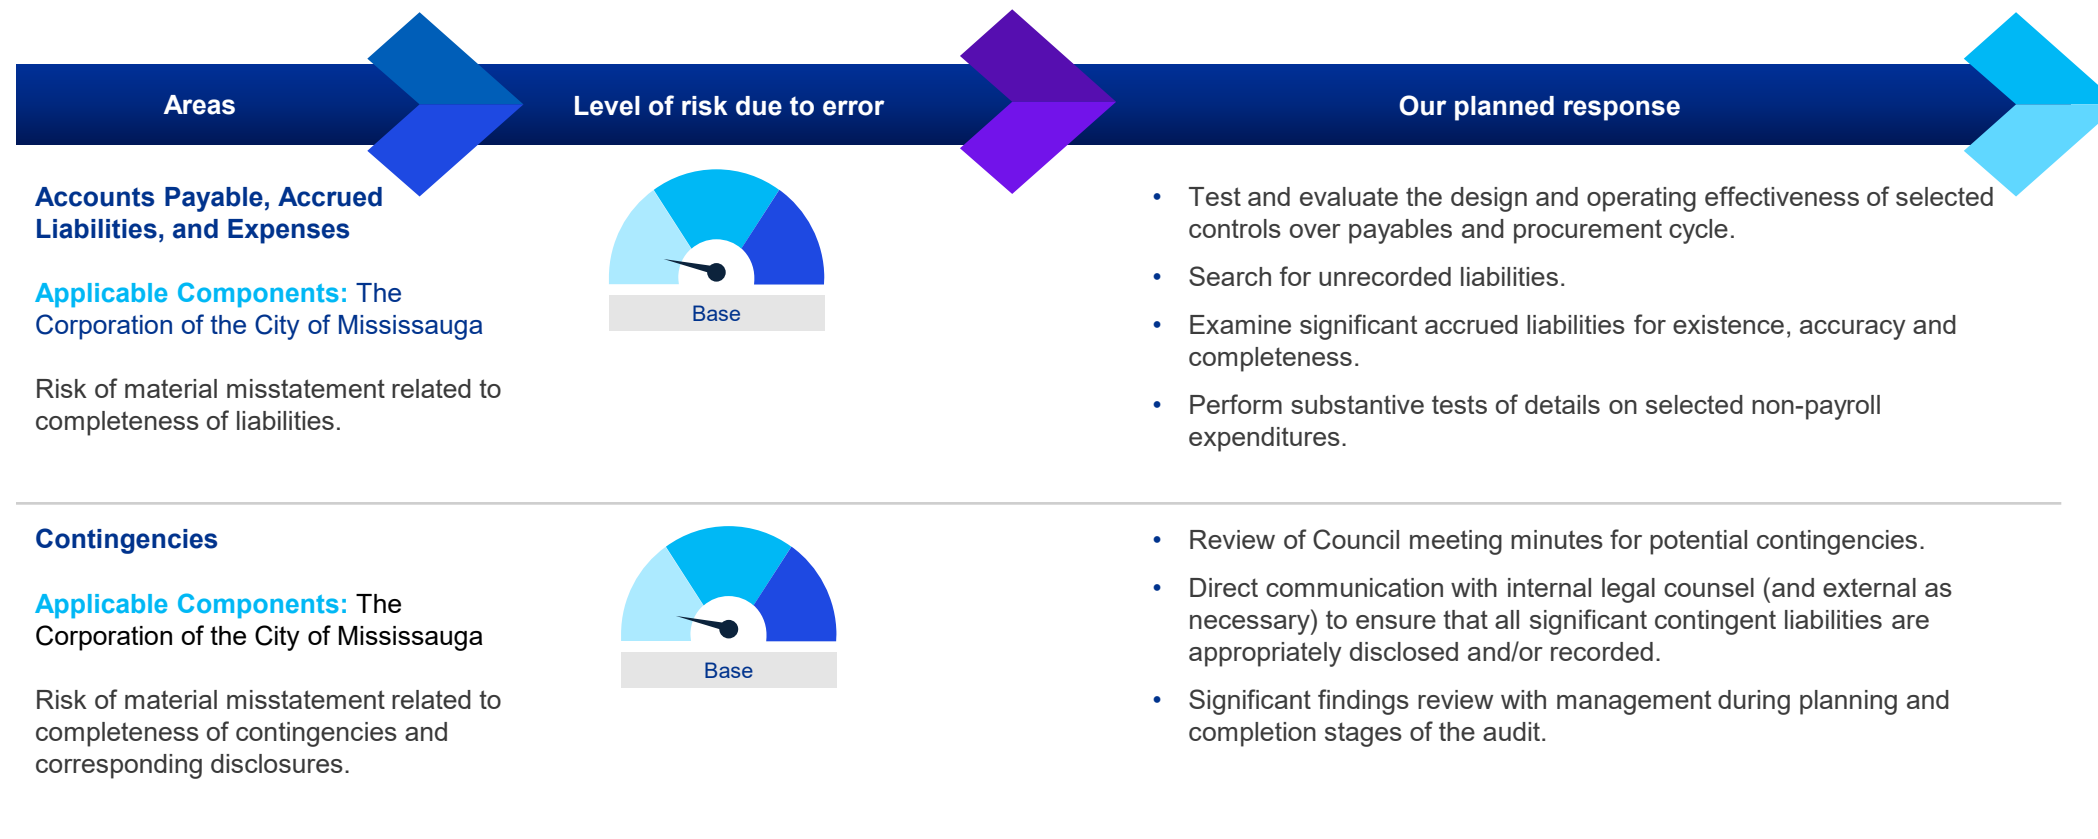 Areas
Level of risk due to error
Our planned response
Accounts Payable, Accrued
Liabilities, and Expenses
Applicable Components: The
Corporation of the City of Mississauga
Risk of material misstatement related to
completeness of liabilities.
Base
• Test and evaluate the design and operating effectiveness of selected
controls over payables and procurement cycle.
• Search for unrecorded liabilities.
• Examine significant accrued liabilities for existence, accuracy and
completeness.
• Perform substantive tests of details on selected non-payroll
expenditures.
Contingencies
Applicable Components: The
Corporation of the City of Mississauga
Risk of material misstatement related to
completeness of contingencies and
corresponding disclosures.
Base
• Review of Council meeting minutes for potential contingencies.
• Direct communication with internal legal counsel (and external as
necessary) to ensure that all significant contingent liabilities are
appropriately disclosed and/or recorded.
• Significant findings review with management during planning and
completion stages of the audit.